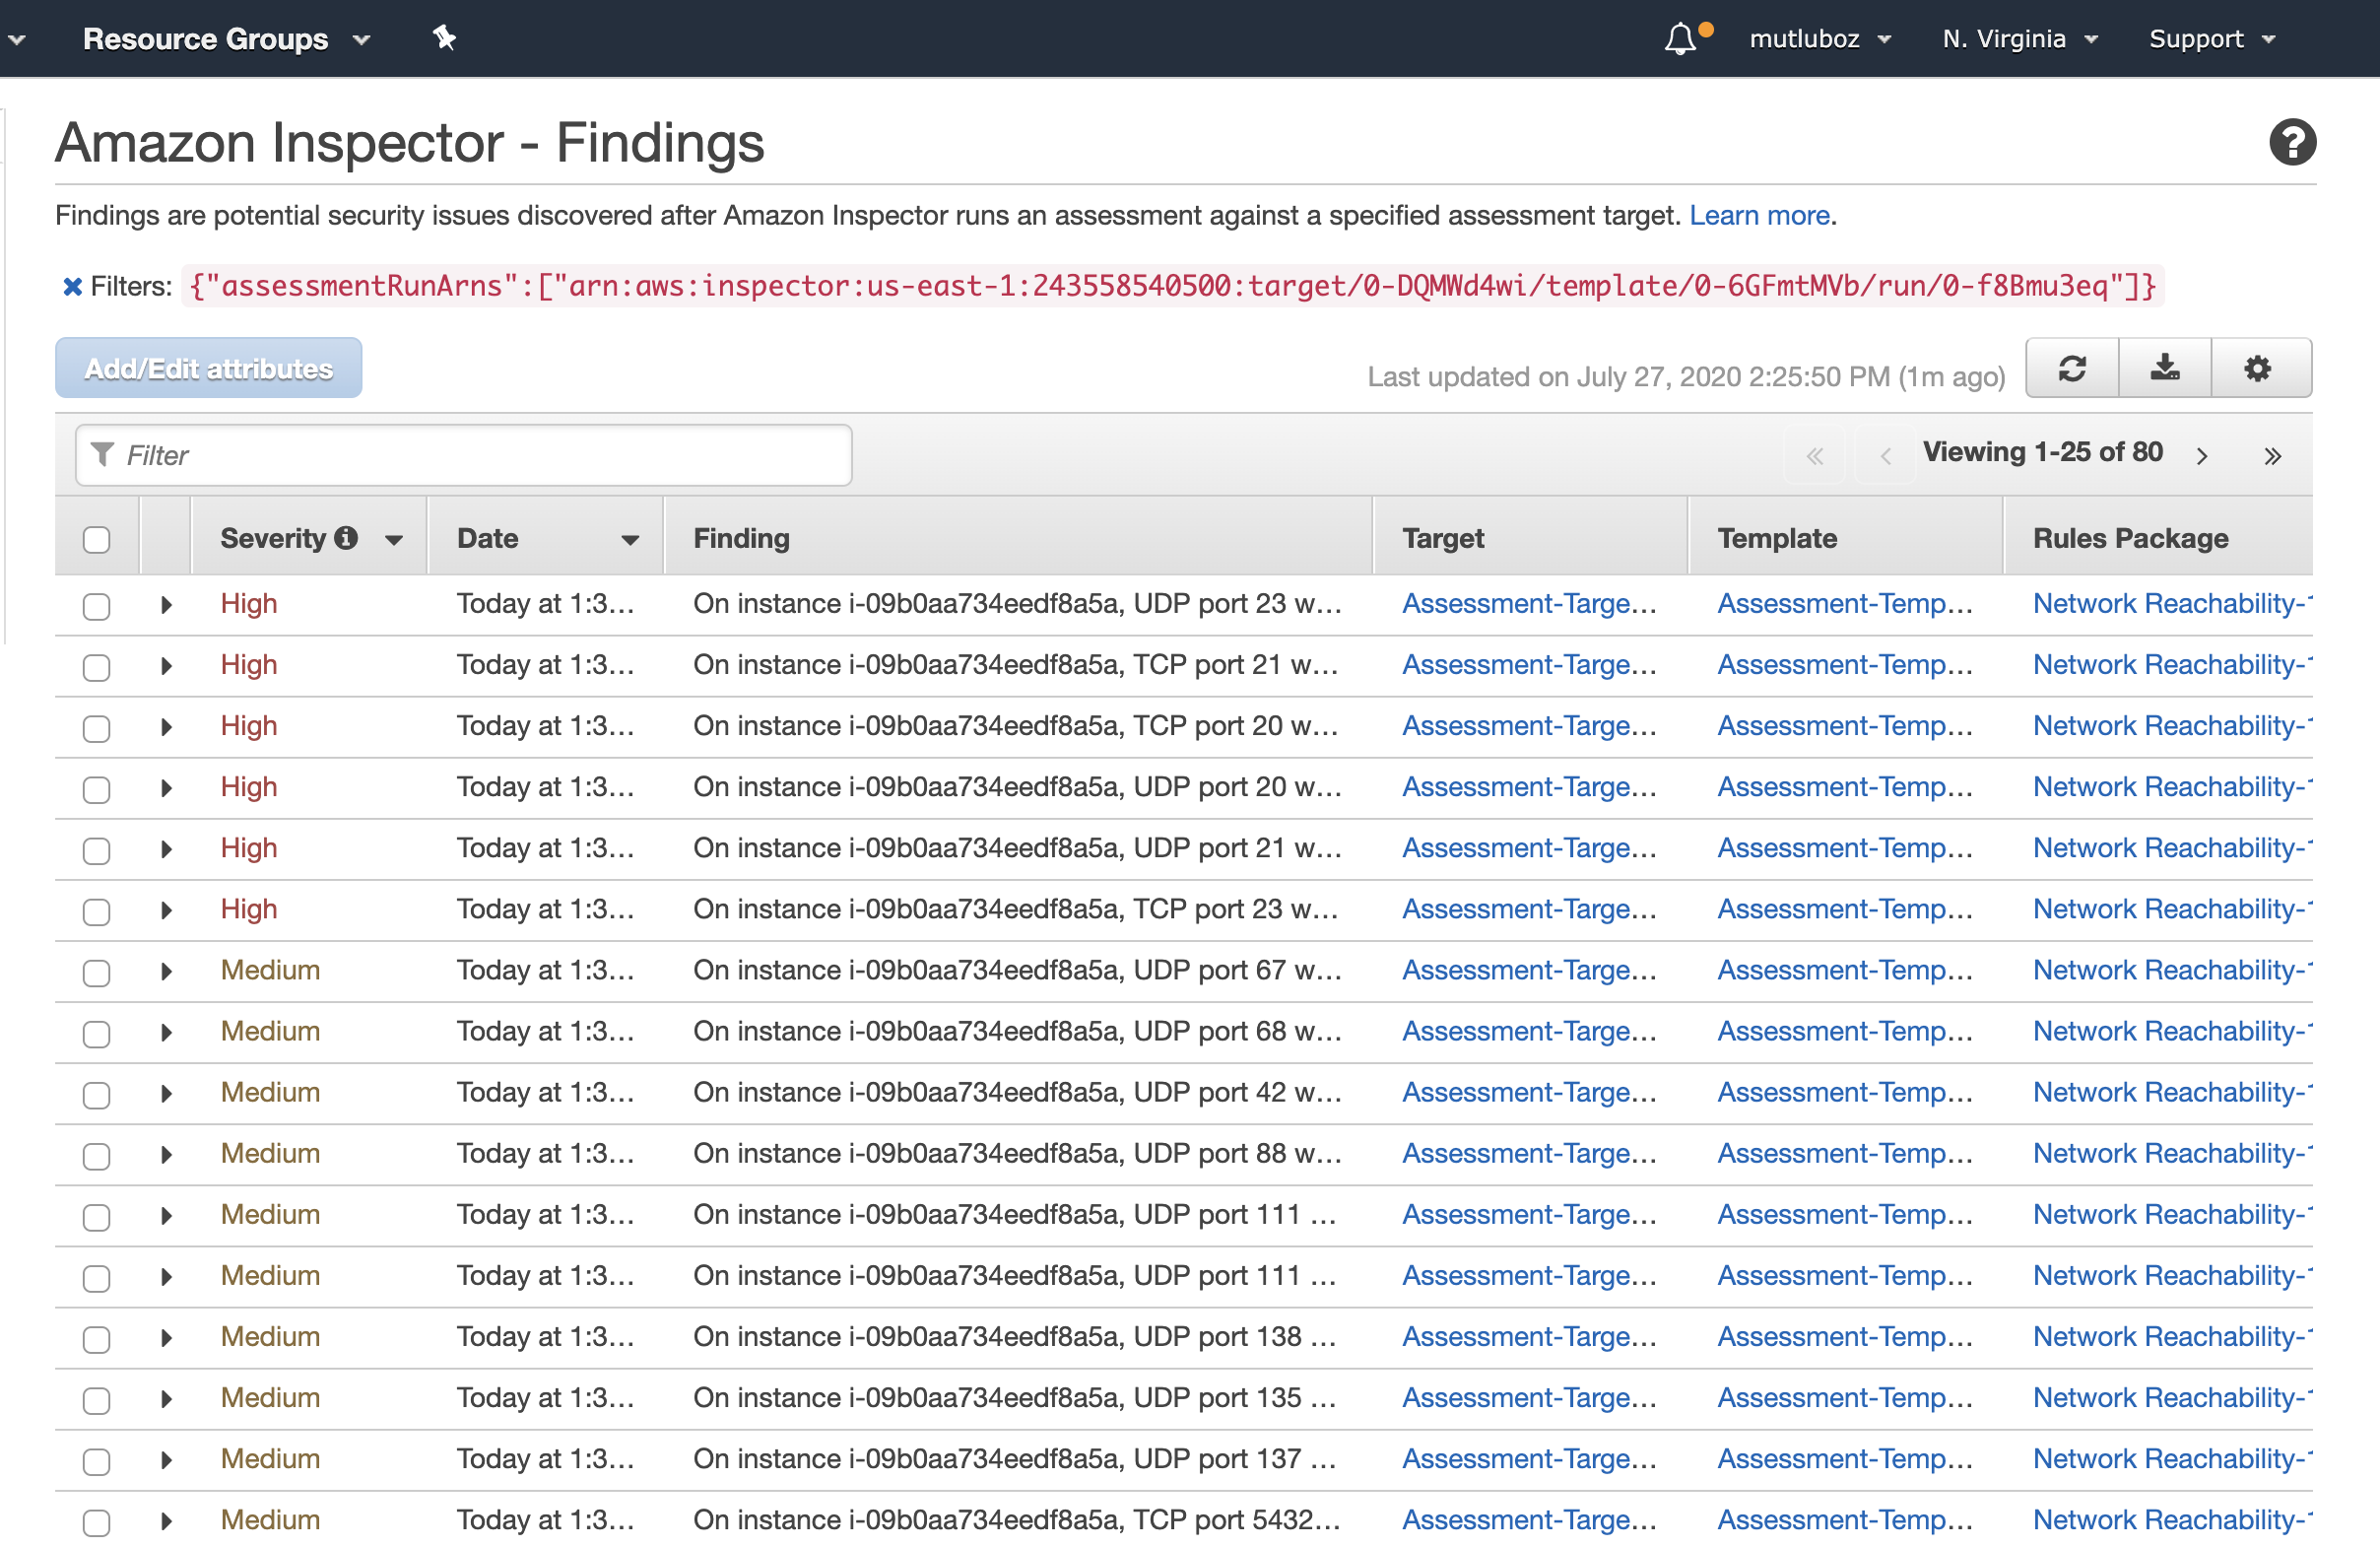 Resource Groups mutluboz N. Virginia Support
Amazon Inspector - Findings
Findings are potential security issues discovered after Amazon Inspector runs an assessment against a specified assessment target. Learn more.
Filters: {"assessmentRunArns":["arn:aws:inspector:us-east-1:243558540500:target/0-DQMWd4wi/template/0-6GFmtMVb/run/0-f8Bmu3eq"]}
Add/Edit attributes Last updated on July 27, 2020 2:25:50 PM (1m ago)
Filter « ‹ Viewing 1-25 of 80 › »
Severity Date Finding Target Template Rules Package
High Today at 1:3... On instance i-09b0aa734eedf8a5a, UDP port 23 w... Assessment-Targe... Assessment-Temp... Network Reachability-1
High Today at 1:3... On instance i-09b0aa734eedf8a5a, TCP port 21 w... Assessment-Targe... Assessment-Temp... Network Reachability-1
High Today at 1:3... On instance i-09b0aa734eedf8a5a, TCP port 20 w... Assessment-Targe... Assessment-Temp... Network Reachability-1
High Today at 1:3... On instance i-09b0aa734eedf8a5a, UDP port 20 w... Assessment-Targe... Assessment-Temp... Network Reachability-1
High Today at 1:3... On instance i-09b0aa734eedf8a5a, UDP port 21 w... Assessment-Targe... Assessment-Temp... Network Reachability-1
High Today at 1:3... On instance i-09b0aa734eedf8a5a, TCP port 23 w... Assessment-Targe... Assessment-Temp... Network Reachability-1
Medium Today at 1:3... On instance i-09b0aa734eedf8a5a, UDP port 67 w... Assessment-Targe... Assessment-Temp... Network Reachability-1
Medium Today at 1:3... On instance i-09b0aa734eedf8a5a, UDP port 68 w... Assessment-Targe... Assessment-Temp... Network Reachability-1
Medium Today at 1:3... On instance i-09b0aa734eedf8a5a, UDP port 42 w... Assessment-Targe... Assessment-Temp... Network Reachability-1
Medium Today at 1:3... On instance i-09b0aa734eedf8a5a, UDP port 88 w... Assessment-Targe... Assessment-Temp... Network Reachability-1
Medium Today at 1:3... On instance i-09b0aa734eedf8a5a, UDP port 111 ... Assessment-Targe... Assessment-Temp... Network Reachability-1
Medium Today at 1:3... On instance i-09b0aa734eedf8a5a, UDP port 111 ... Assessment-Targe... Assessment-Temp... Network Reachability-1
Medium Today at 1:3... On instance i-09b0aa734eedf8a5a, UDP port 138 ... Assessment-Targe... Assessment-Temp... Network Reachability-1
Medium Today at 1:3... On instance i-09b0aa734eedf8a5a, UDP port 135 ... Assessment-Targe... Assessment-Temp... Network Reachability-1
Medium Today at 1:3... On instance i-09b0aa734eedf8a5a, UDP port 137 ... Assessment-Targe... Assessment-Temp... Network Reachability-1
Medium Today at 1:3... On instance i-09b0aa734eedf8a5a, TCP port 5432... Assessment-Targe... Assessment-Temp... Network Reachability-1